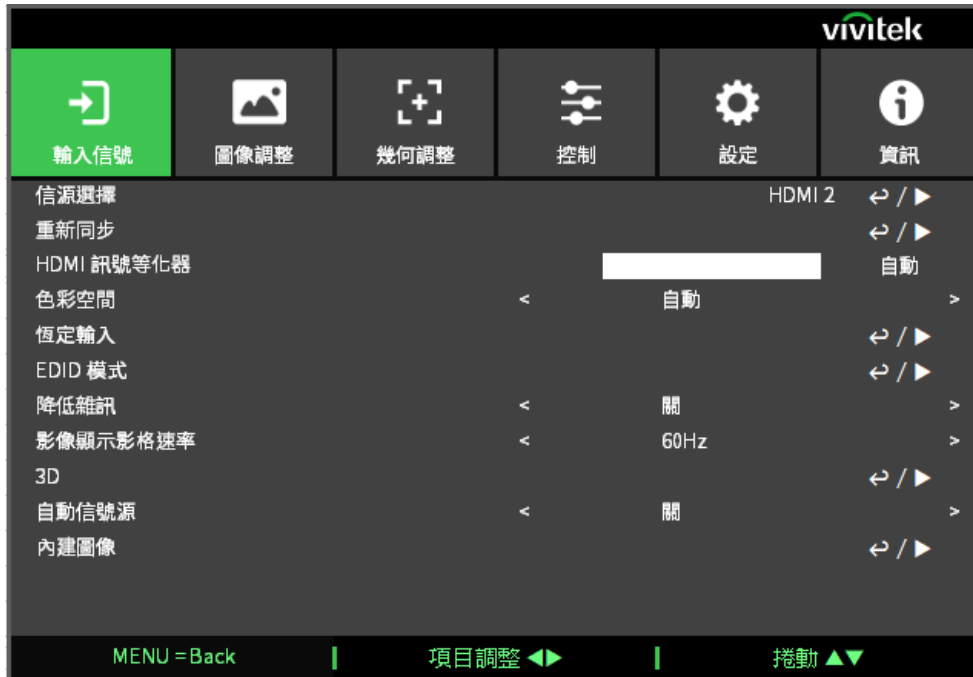 vivitek
輸入信號 圖像調整 幾何調整 控制 設定 資訊
信源選擇 HDMI 2 ↵ / ▶
重新同步 ↵ / ▶
HDMI 訊號等化器 自動
色彩空間 < 自動 >
恆定輸入 ↵ / ▶
EDID 模式 ↵ / ▶
降低雜訊 < 關 >
影像顯示影格速率 < 60Hz >
3D ↵ / ▶
自動信號源 < 關 >
內建圖像 ↵ / ▶
MENU = Back 項目調整 ◀▶ 捲動 ▲▼